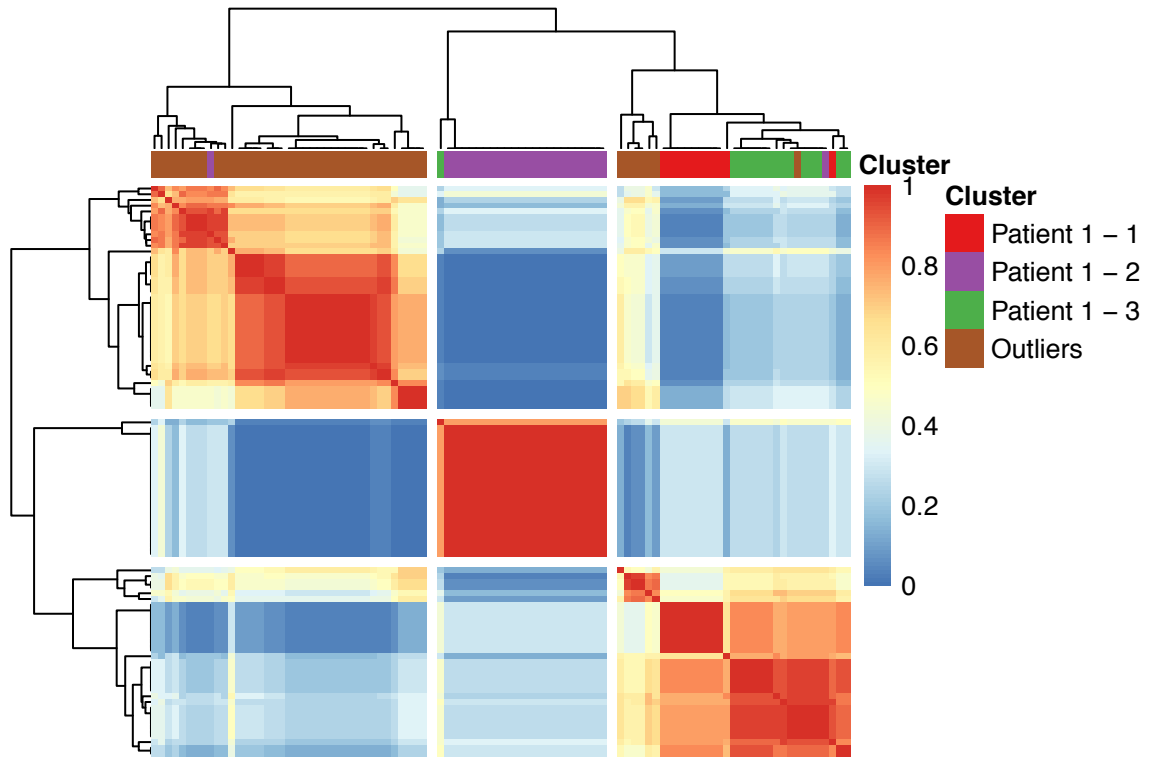 Cluster
1
0.8
0.6
0.4
0.2
0
Cluster
Patient 1 − 1
Patient 1 − 2
Patient 1 − 3
Outliers